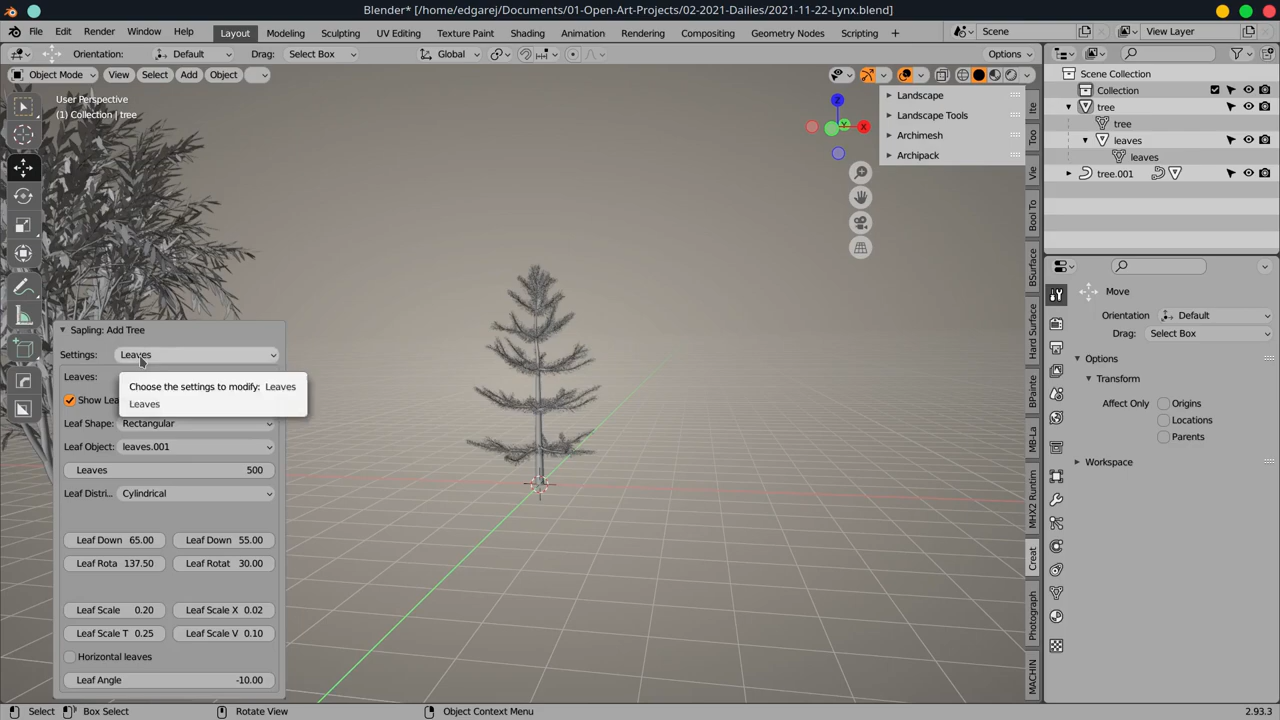 Blender* [/home/edgarej/Documents/01-Open-Art-Projects/02-2021-Dailies/2021-11-22-Lynx.blend]
File Edit Render Window Help Layout Modeling Sculpting UV Editing Texture Paint Shading Animation Rendering Compositing Geometry Nodes Scripting + Scene View Layer
Orientation: Default Drag: Select Box Global Options
Object Mode View Select Add Object
User Perspective
(1) Collection | tree
Z
Y
X
Landscape
Landscape Tools
Archimesh
Archipack
Ite
Too
Vie
Bool To
BSurface
Hard Surface
BPainte
MB-La
MHX2 Runtim
Creat
Photograph
MACHIN
Scene Collection
Collection
tree
tree
leaves
leaves
tree.001
Move
Orientation Default
Drag: Select Box
Options
Transform
Affect Only Origins
Locations
Parents
Workspace
Sapling: Add Tree
Settings: Leaves
Leaves:
Choose the settings to modify: Leaves
Leaves
Show Lea
Leaf Shape: Rectangular
Leaf Object: leaves.001
Leaves 500
Leaf Distri... Cylindrical
Leaf Down 65.00 Leaf Down 55.00
Leaf Rota 137.50 Leaf Rotat 30.00
Leaf Scale 0.20 Leaf Scale X 0.02
Leaf Scale T 0.25 Leaf Scale V 0.10
Horizontal leaves
Leaf Angle -10.00
Select Box Select Rotate View Object Context Menu 2.93.3